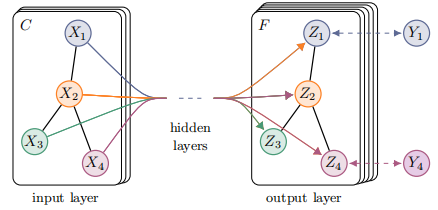 C
X₁
X₂
X₃
X₄
input layer
hidden
layers
F
Z₁
Z₂
Z₃
Z₄
output layer
Y₁
Y₄